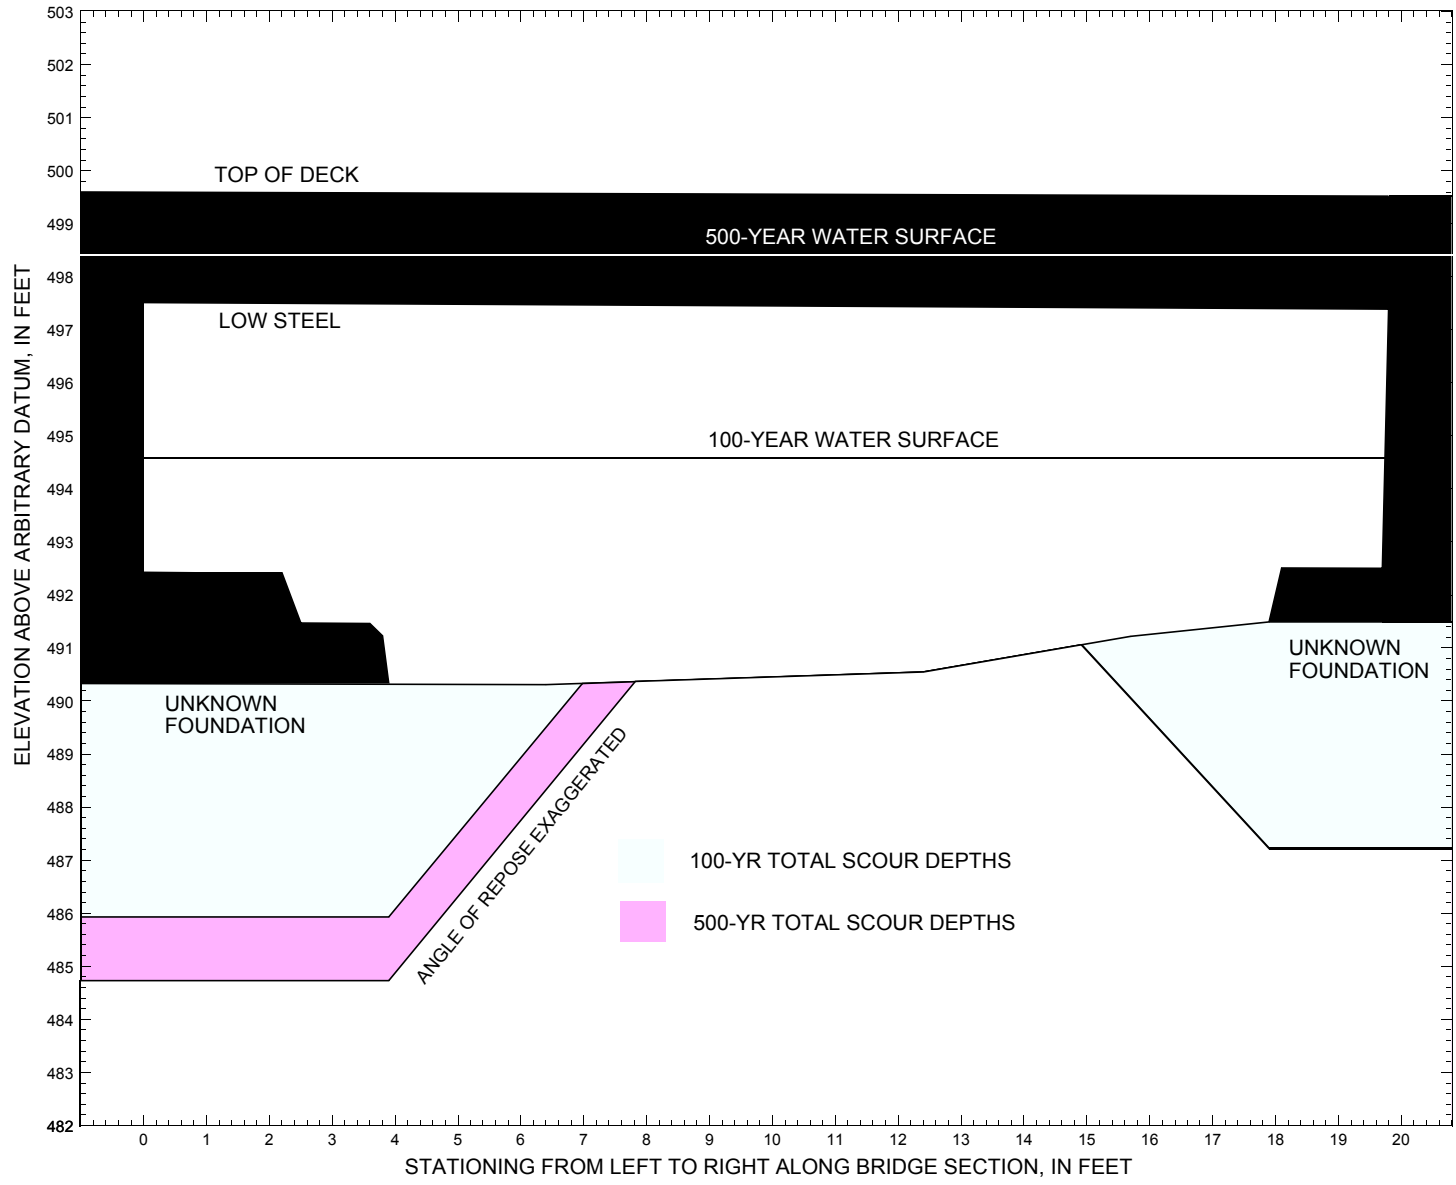 503
502
501
500
499
498
497
496
495
494
493
492
491
490
489
488
487
486
485
484
483
482
ELEVATION ABOVE ARBITRARY DATUM, IN FEET
TOP OF DECK
500-YEAR WATER SURFACE
LOW STEEL
100-YEAR WATER SURFACE
UNKNOWN
FOUNDATION
UNKNOWN
FOUNDATION
ANGLE OF REPOSE EXAGGERATED
100-YR TOTAL SCOUR DEPTHS
500-YR TOTAL SCOUR DEPTHS
0 1 2 3 4 5 6 7 8 9 10 11 12 13 14 15 16 17 18 19 20
STATIONING FROM LEFT TO RIGHT ALONG BRIDGE SECTION, IN FEET